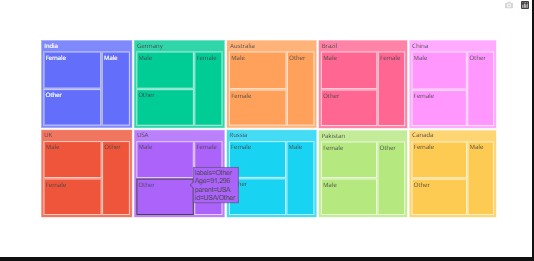 India
Germany
Australia
Brazil
China
Female
Male
Male
Female
Male
Other
Male
Female
Male
Other
Other
Other
Female
Other
Female
UK
USA
Russia
Pakistan
Canada
Male
Other
Male
Female
Female
Male
Female
Other
Female
Male
labels=Other
Age=91,296
parent=USA
id=USA/Other
Female
Other
Male
Other